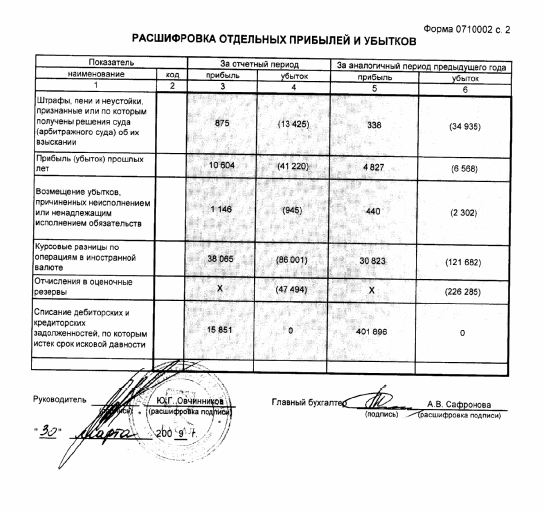 Форма 0710002 с. 2
РАСШИФРОВКА ОТДЕЛЬНЫХ ПРИБЫЛЕЙ И УБЫТКОВ
Показатель За отчетный период За аналогичный период предыдущего года
наименование код прибыль убыток прибыль убыток
1 2 3 4 5 6
Штрафы, пени и неустойки,
признанные или по которым
получены решения суда
(арбитражного суда) об их
взыскании
875 (13 425) 338 (34 935)
Прибыль (убыток) прошлых
лет
10 604 (41 220) 4 827 (6 568)
Возмещение убытков,
причиненных неисполнением
или ненадлежащим
исполнением обязательств
1 146 (945) 440 (2 302)
Курсовые разницы по
операциям в иностранной
валюте
38 065 (86 001) 30 823 (121 682)
Отчисления в оценочные
резервы
X (47 494) X (226 285)
Списание дебиторских и
кредиторских
задолженностей, по которым
истек срок исковой давности
15 851 0 401 896 0
Руководитель Ю.Г. Овчинников Главный бухгалтер А.В. Сафронова
(подпись) (расшифровка подписи) (подпись) (расшифровка подписи)
"30" марта 200 9 г.